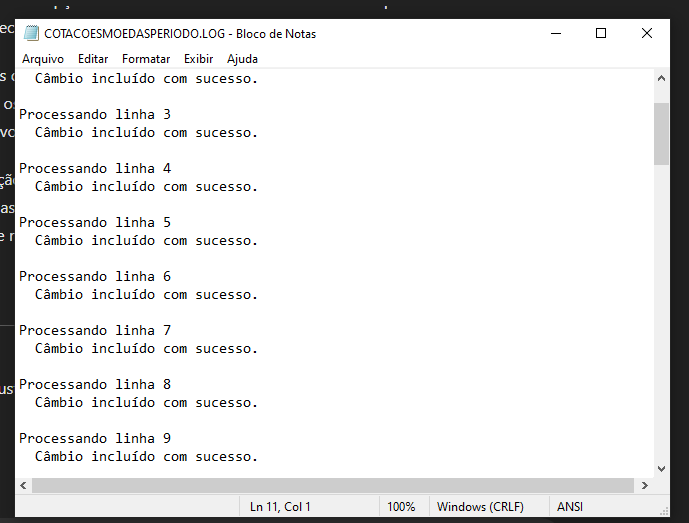 COTACOESMOEDASPERIODO.LOG - Bloco de Notas
Arquivo Editar Formatar Exibir Ajuda
Câmbio incluído com sucesso.
Processando linha 3
Câmbio incluído com sucesso.
Processando linha 4
Câmbio incluído com sucesso.
Processando linha 5
Câmbio incluído com sucesso.
Processando linha 6
Câmbio incluído com sucesso.
Processando linha 7
Câmbio incluído com sucesso.
Processando linha 8
Câmbio incluído com sucesso.
Processando linha 9
Câmbio incluído com sucesso.
Ln 11, Col 1 100% Windows (CRLF) ANSI